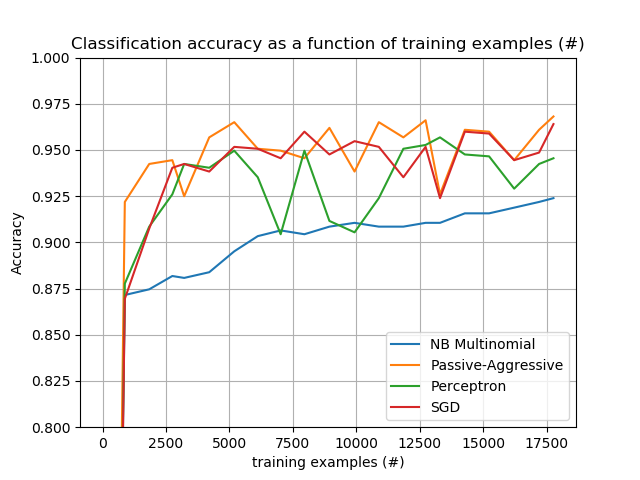 Classification accuracy as a function of training examples (#)
1.000
0.975
0.950
0.925
0.900
0.875
0.850
0.825
0.800
Accuracy
NB Multinomial
Passive-Aggressive
Perceptron
SGD
0 2500 5000 7500 10000 12500 15000 17500
training examples (#)